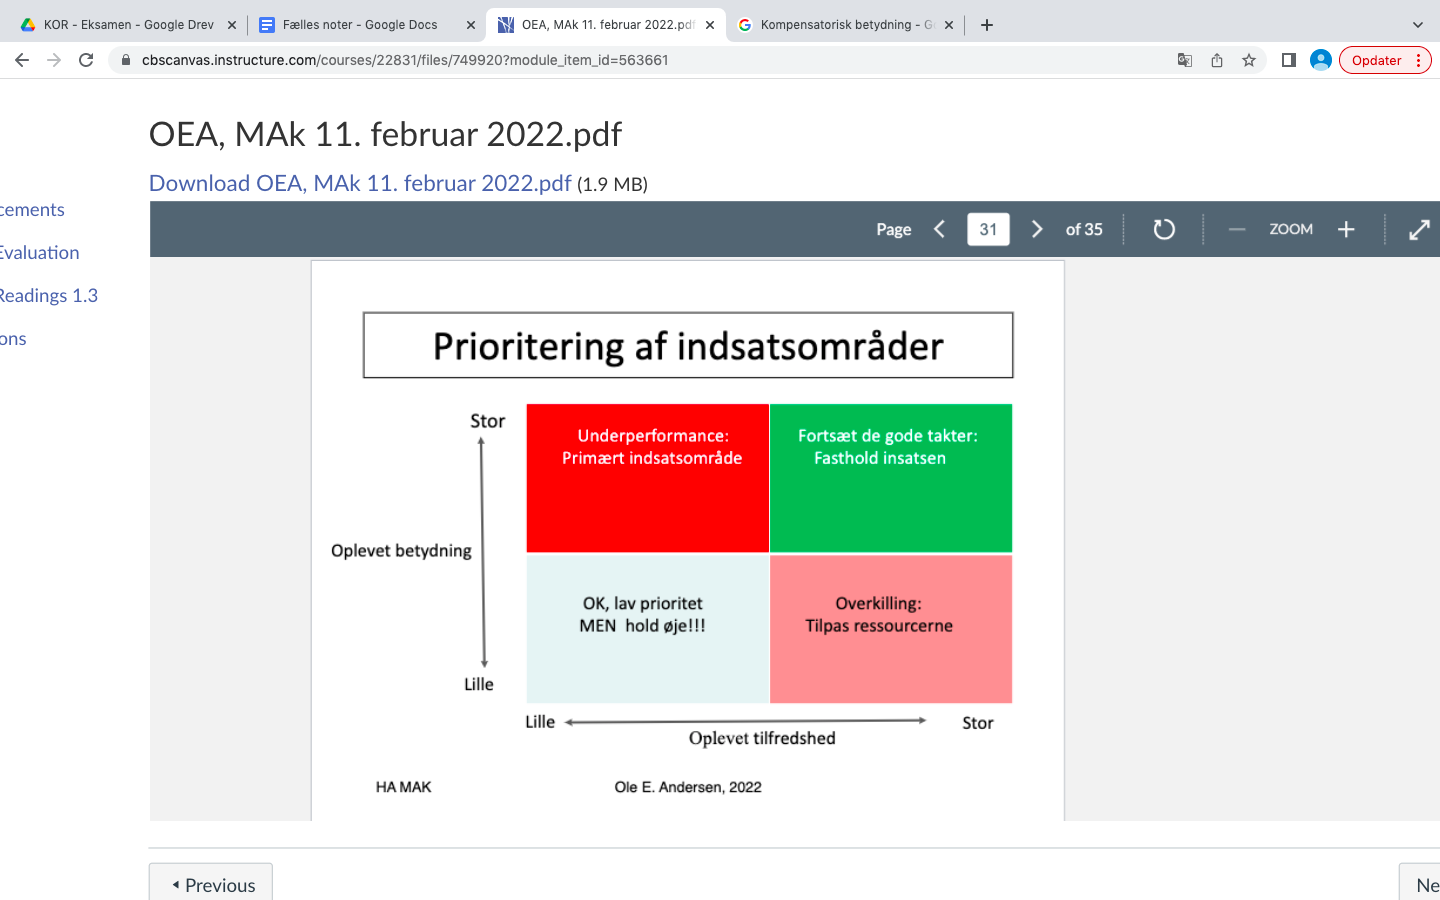 KOR - Eksamen - Google Drev
Fælles noter - Google Docs
OEA, MAk 11. februar 2022.pdf
Kompensatorisk betydning - G
cbscanvas.instructure.com/courses/22831/files/749920?module_item_id=563661
Opdater
OEA, MAk 11. februar 2022.pdf
Download OEA, MAk 11. februar 2022.pdf (1.9 MB)
cements
Evaluation
Readings 1.3
ons
Page 31 of 35 ZOOM
Prioritering af indsatsområder
Stor
Oplevet betydning
Lille
Underperformance:
Primært indsatsområde
Fortsæt de gode takter:
Fasthold insatsen
OK, lav prioritet
MEN hold øje!!!
Overkilling:
Tilpas ressourcerne
Lille
Stor
Oplevet tilfredshed
HA MAK
Ole E. Andersen, 2022
Previous
Ne